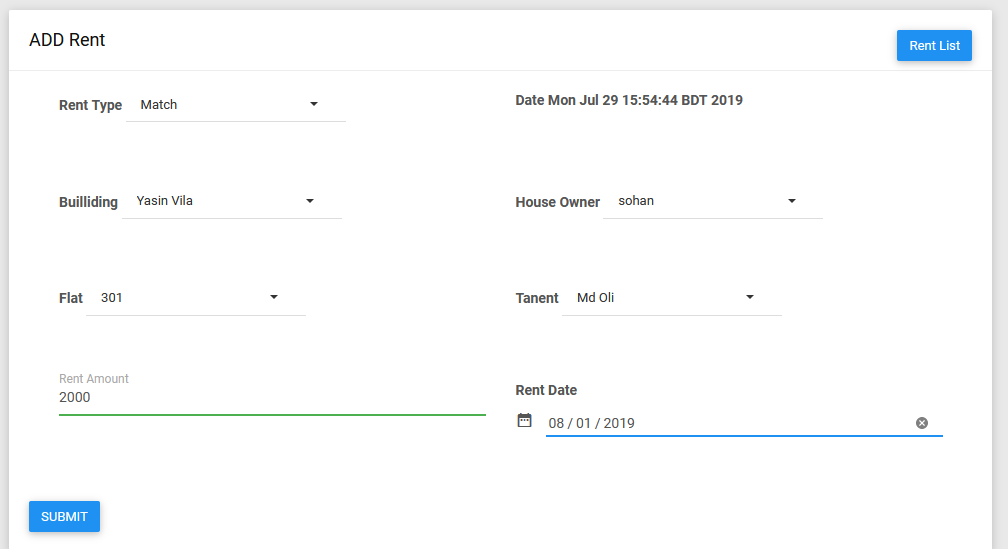 ADD Rent
Rent List
Rent Type Match
Date Mon Jul 29 15:54:44 BDT 2019
Builliding Yasin Vila
House Owner sohan
Flat 301
Tanent Md Oli
Rent Amount
2000
Rent Date
08 / 01 / 2019
SUBMIT